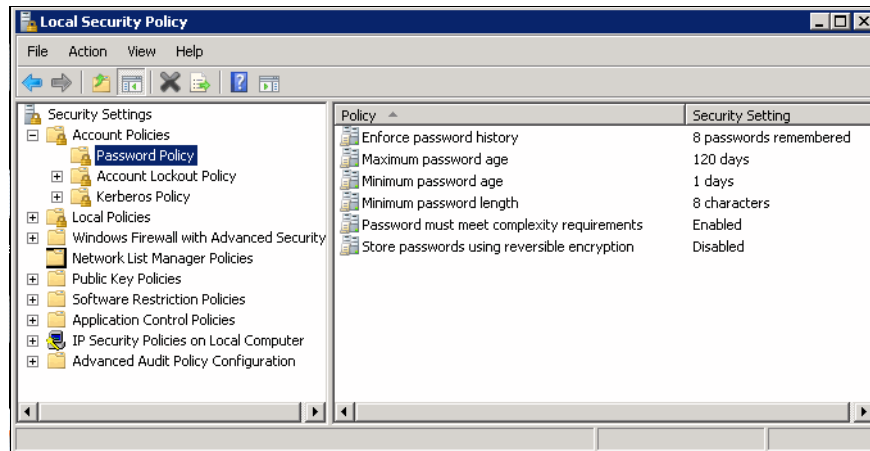 Local Security Policy
File Action View Help
Security Settings
Account Policies
Password Policy
Account Lockout Policy
Kerberos Policy
Local Policies
Windows Firewall with Advanced Security
Network List Manager Policies
Public Key Policies
Software Restriction Policies
Application Control Policies
IP Security Policies on Local Computer
Advanced Audit Policy Configuration
Policy Security Setting
Enforce password history 8 passwords remembered
Maximum password age 120 days
Minimum password age 1 days
Minimum password length 8 characters
Password must meet complexity requirements Enabled
Store passwords using reversible encryption Disabled